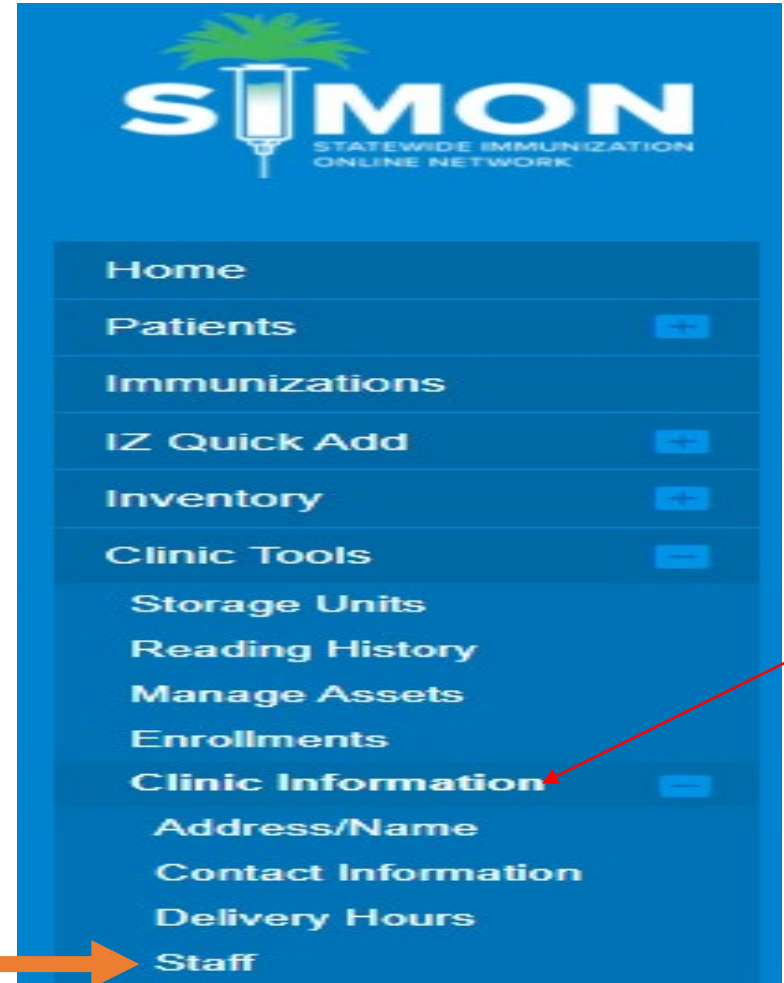 SIMON
STATEWIDE IMMUNIZATION
ONLINE NETWORK
Home
Patients
Immunizations
IZ Quick Add
Inventory
Clinic Tools
Storage Units
Reading History
Manage Assets
Enrollments
Clinic Information
Address/Name
Contact Information
Delivery Hours
Staff